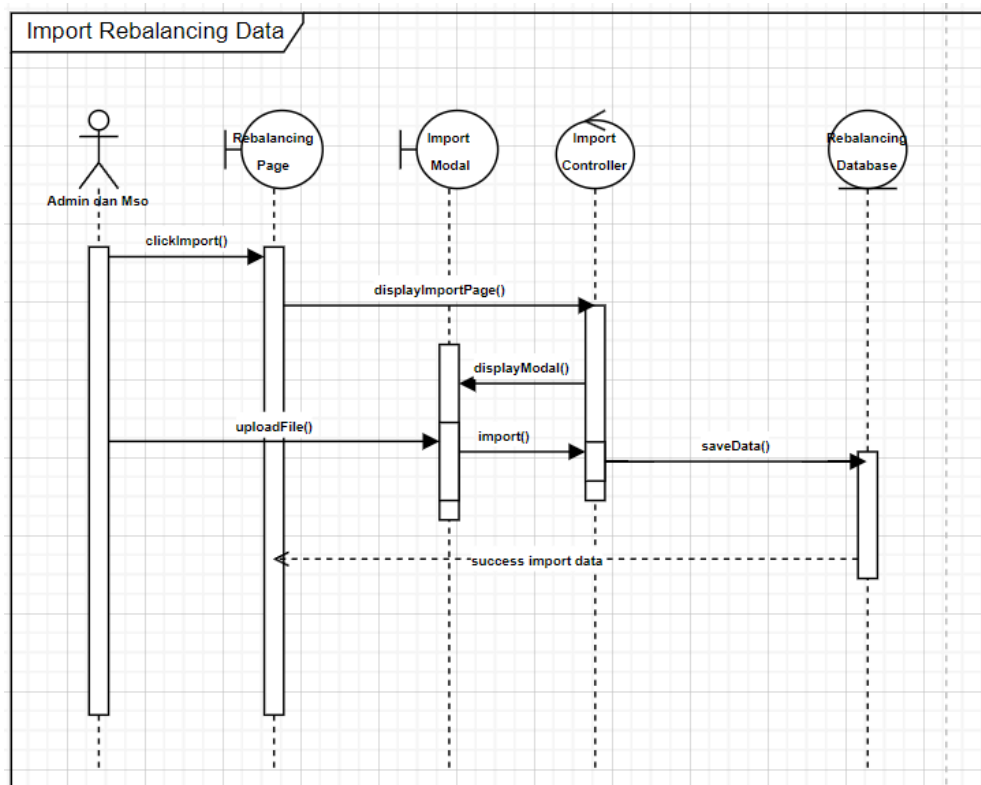 Import Rebalancing Data
Rebalancing
Page
Import
Modal
Import
Controller
Rebalancing
Database
Admin dan Mso
clickImport()
displayImportPage()
displayModal()
uploadFile()
import()
saveData()
success import data